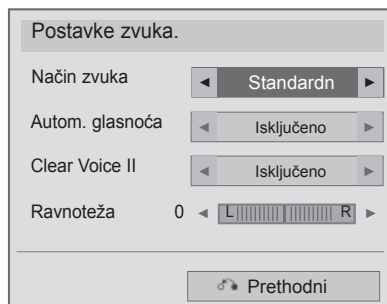 Postavke zvuka.
Način zvuka ◄ Standardn ►
Autom. glasnoća ◄ Isključeno ►
Clear Voice II ◄ Isključeno ►
Ravnoteža 0 ◄ L R ►
Prethodni